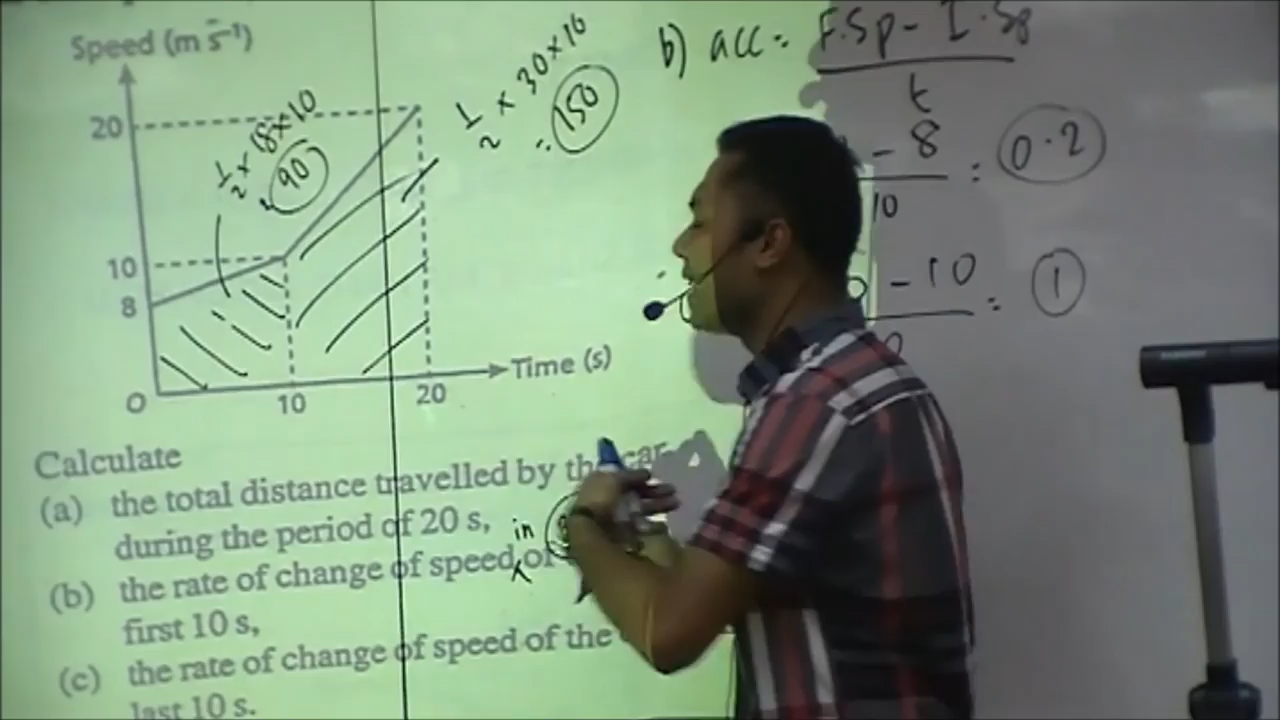 Speed (m s⁻¹)
20
10
8
O
10
20
Time (s)
1/2 × 18 × 10
= 90
1/2 × 30 × 10
= 150
b) acc = F.Sp - I.Sp
t
- 8 = 0.2
10
- 10 = 1
Calculate
(a) the total distance travelled by the car
during the period of 20 s,
(b) the rate of change of speed of
in
first 10 s,
(c) the rate of change of speed of the
last 10 s.